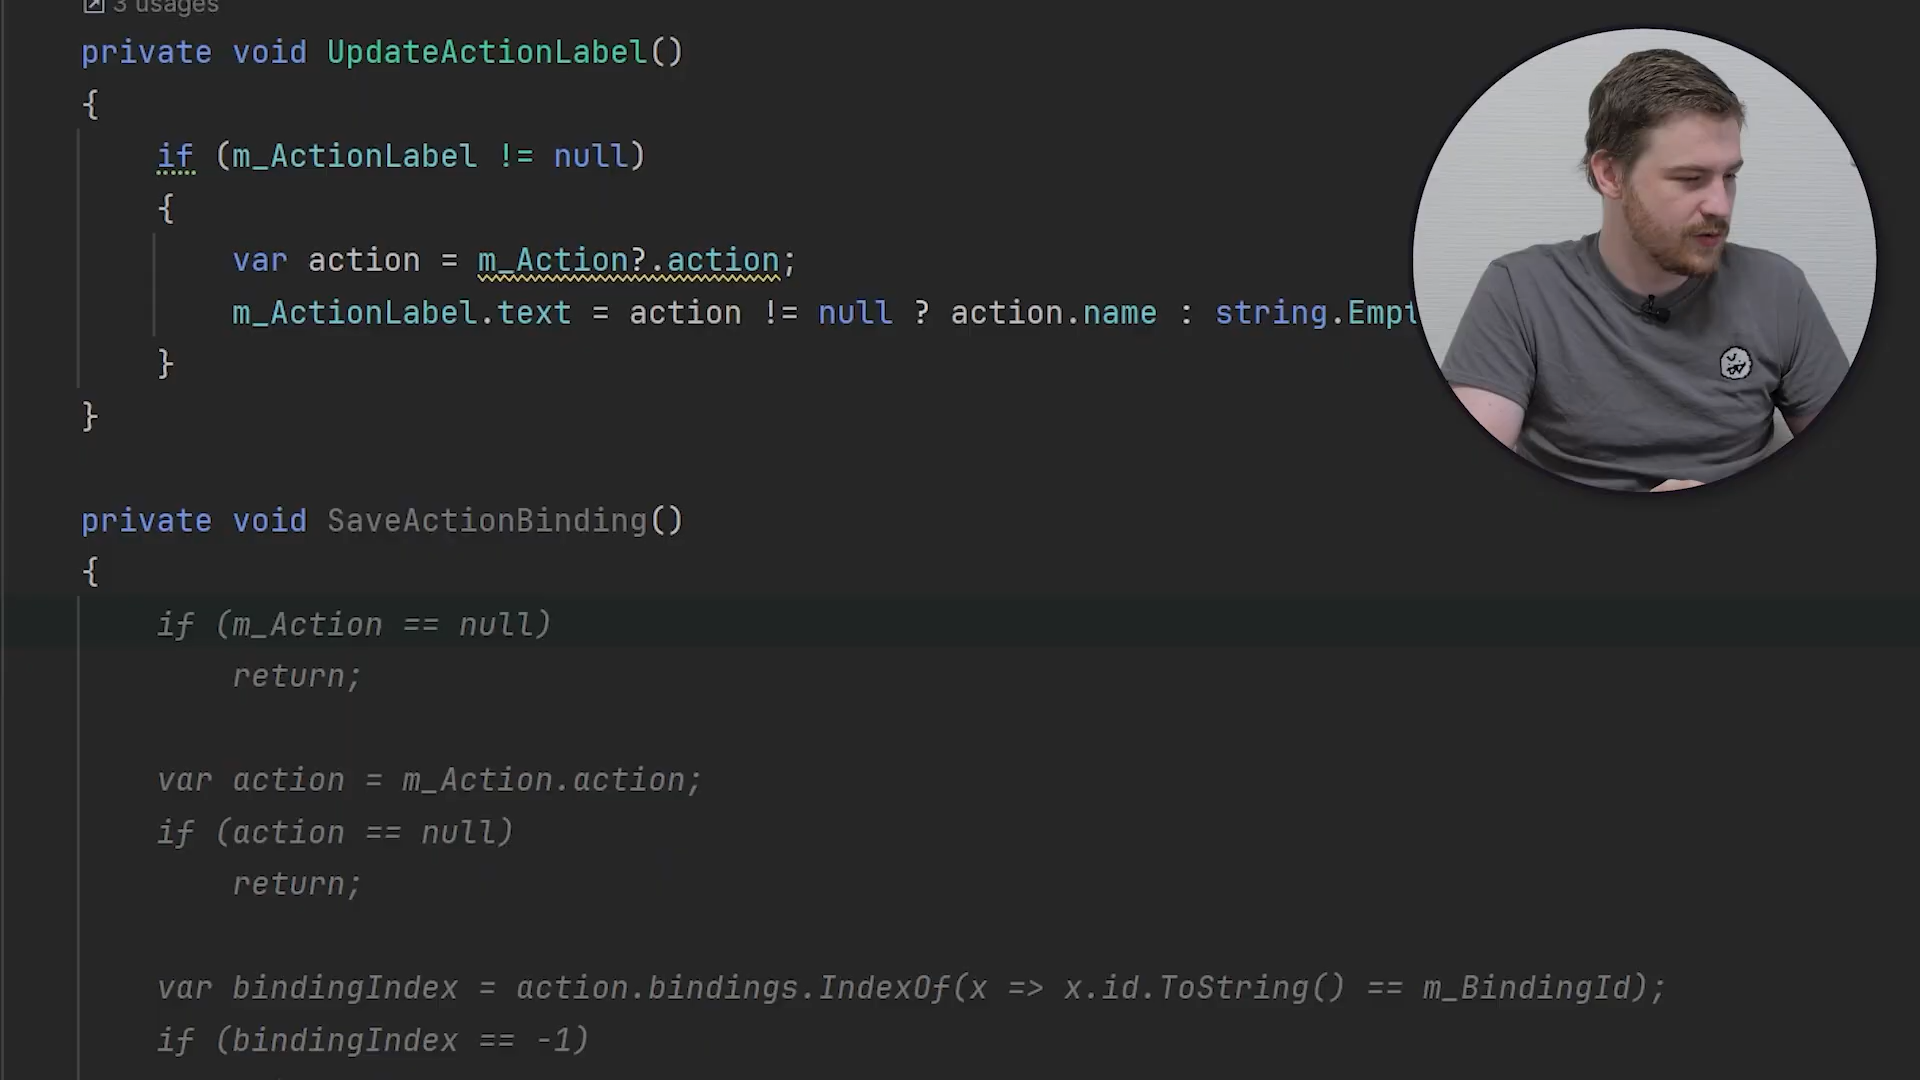 3 usages
private void UpdateActionLabel()
{
if (m_ActionLabel != null)
{
var action = m_Action?.action;
m_ActionLabel.text = action != null ? action.name : string.Empt
}
}
private void SaveActionBinding()
{
if (m_Action == null)
return;
var action = m_Action.action;
if (action == null)
return;
var bindingIndex = action.bindings.IndexOf(x => x.id.ToString() == m_BindingId);
if (bindingIndex == -1)